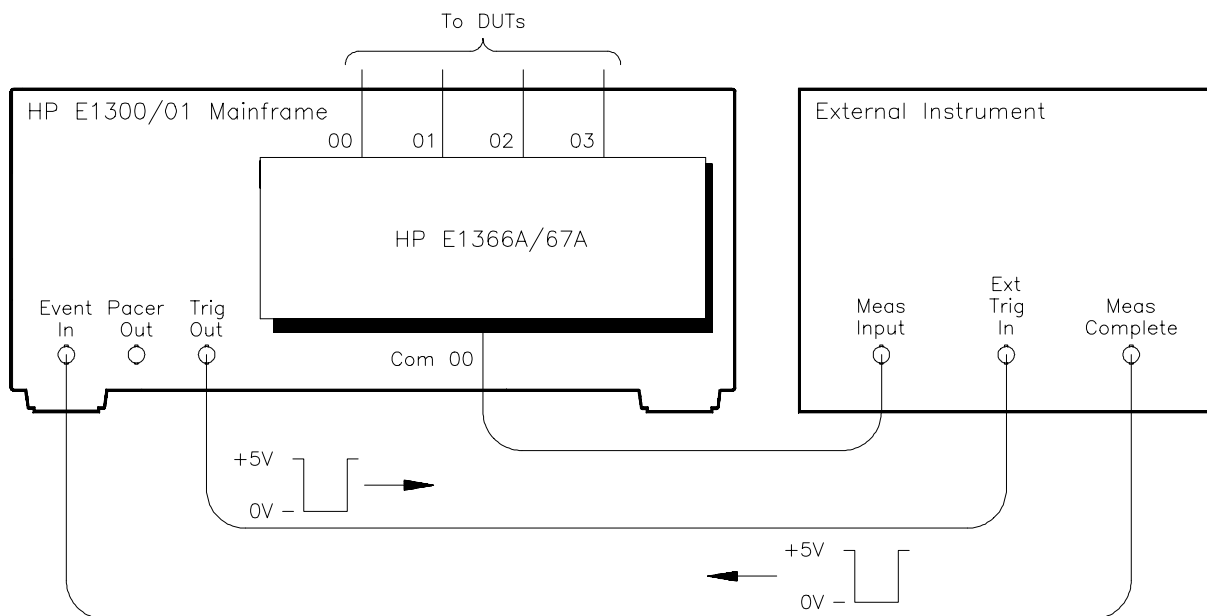 To DUTs
HP E1300/01 Mainframe
External Instrument
00 01 02 03
HP E1366A/67A
Event In
Pacer Out
Trig Out
Com 00
Meas Input
Ext Trig In
Meas Complete
+5V
0V
+5V
0V